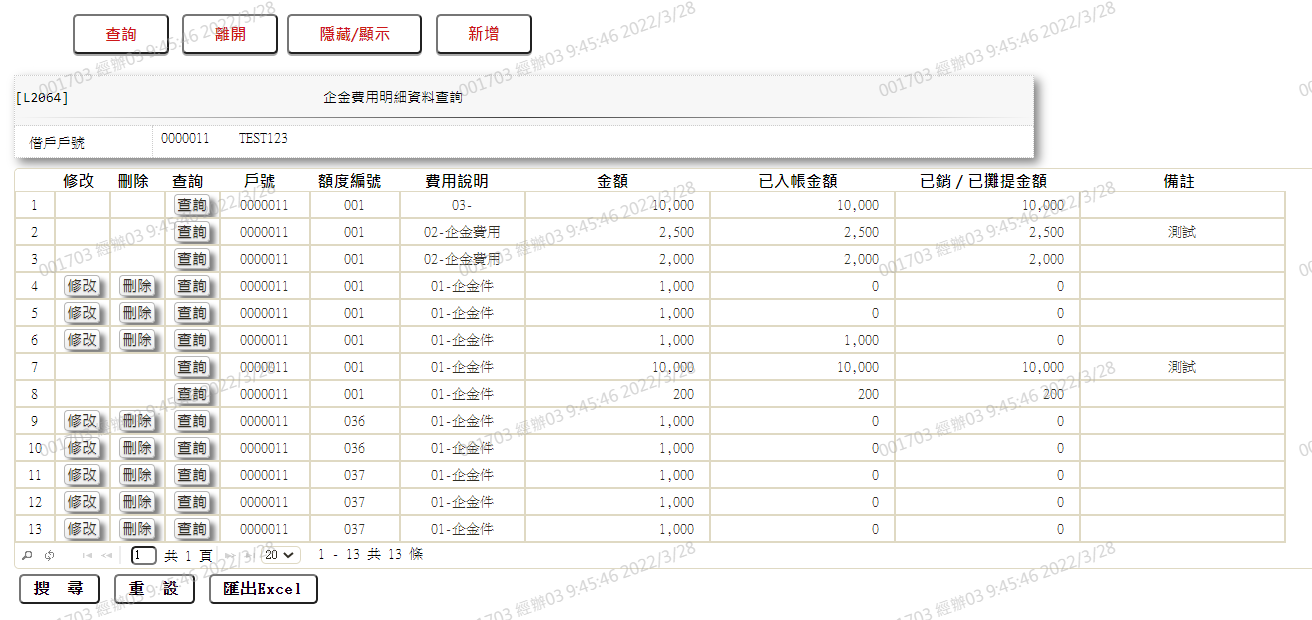 查詢 離開 隱藏/顯示 新增
[L2064] 企金費用明細資料查詢
借戶戶號 0000011 TEST123
修改 刪除 查詢 戶號 額度編號 費用說明 金額 已入帳金額 已銷 / 已攤提金額 備註
1 查詢 0000011 001 03- 10,000 10,000 10,000
2 查詢 0000011 001 02-企金費用 2,500 2,500 2,500 測試
3 查詢 0000011 001 02-企金費用 2,000 2,000 2,000
4 修改 刪除 查詢 0000011 001 01-企金件 1,000 0 0
5 修改 刪除 查詢 0000011 001 01-企金件 1,000 0 0
6 修改 刪除 查詢 0000011 001 01-企金件 1,000 1,000 0
7 查詢 0000011 001 01-企金件 10,000 10,000 10,000 測試
8 查詢 0000011 001 01-企金件 200 200 200
9 修改 刪除 查詢 0000011 036 01-企金件 1,000 0 0
10 修改 刪除 查詢 0000011 036 01-企金件 1,000 0 0
11 修改 刪除 查詢 0000011 037 01-企金件 1,000 0 0
12 修改 刪除 查詢 0000011 037 01-企金件 1,000 0 0
13 修改 刪除 查詢 0000011 037 01-企金件 1,000 0 0
1 共 1 頁 20 1 - 13 共 13 條
搜 尋 重 設 匯出Excel
001703 經辦03 9:45:46 2022/3/28